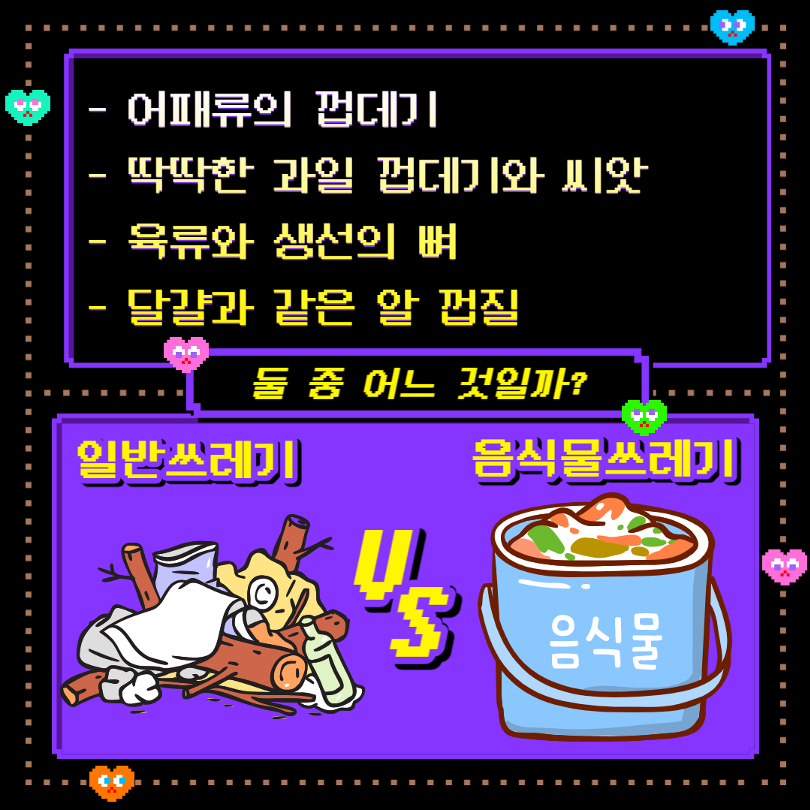 - 어패류의 껍데기
- 딱딱한 과일 껍데기와 씨앗
- 육류와 생선의 뼈
- 달걀과 같은 알 껍질
둘 중 어느 것일까?
일반쓰레기
음식물쓰레기
VS
음식물